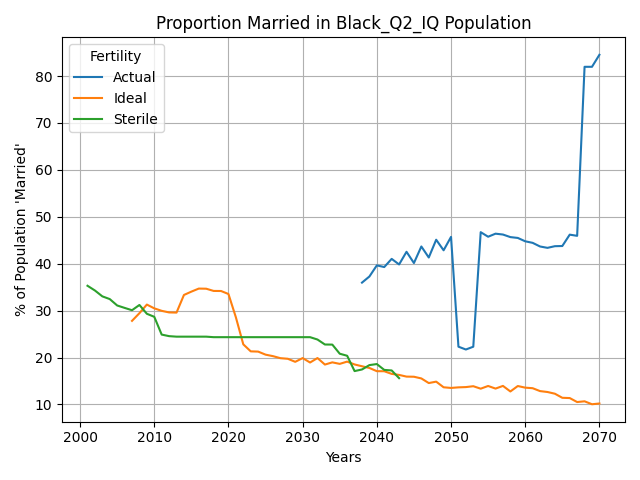 Proportion Married in Black_Q2_IQ Population
% of Population 'Married'
Fertility
Actual
Ideal
Sterile
80
70
60
50
40
30
20
10
2000 2010 2020 2030 2040 2050 2060 2070
Years